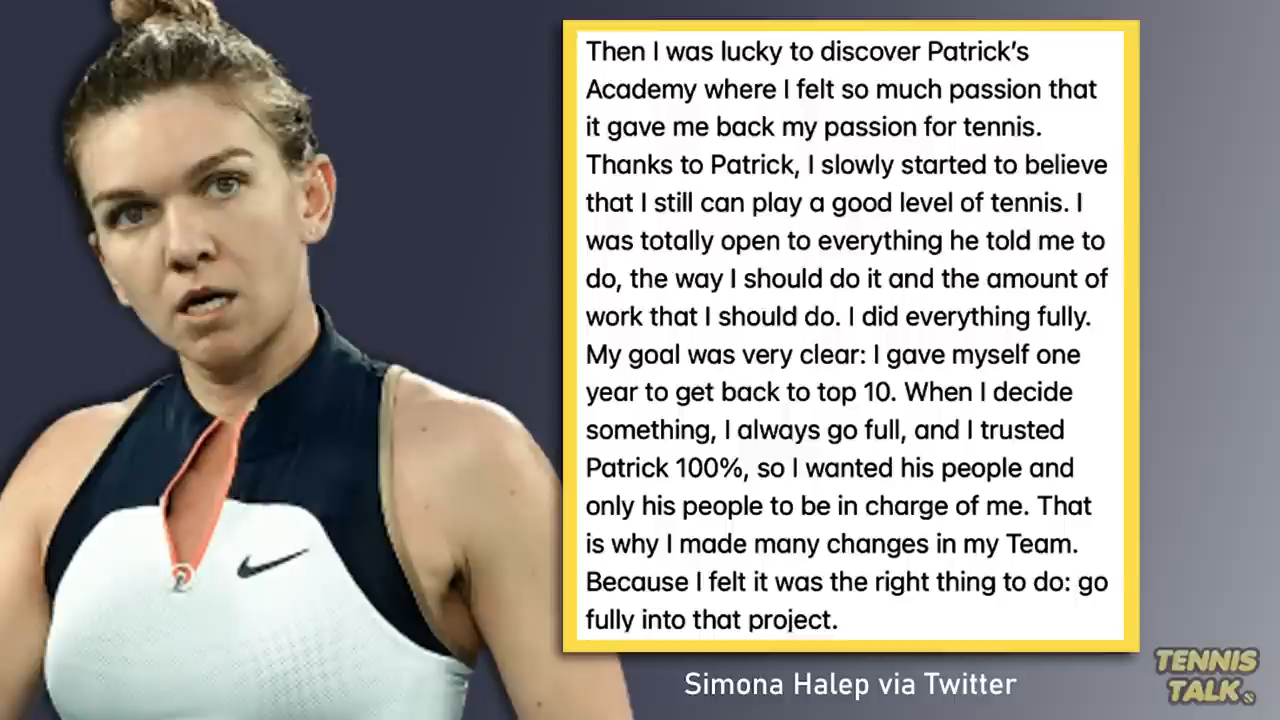 Then I was lucky to discover Patrick’s
Academy where I felt so much passion that
it gave me back my passion for tennis.
Thanks to Patrick, I slowly started to believe
that I still can play a good level of tennis. I
was totally open to everything he told me to
do, the way I should do it and the amount of
work that I should do. I did everything fully.
My goal was very clear: I gave myself one
year to get back to top 10. When I decide
something, I always go full, and I trusted
Patrick 100%, so I wanted his people and
only his people to be in charge of me. That
is why I made many changes in my Team.
Because I felt it was the right thing to do: go
fully into that project.
Simona Halep via Twitter
TENNIS
TALK